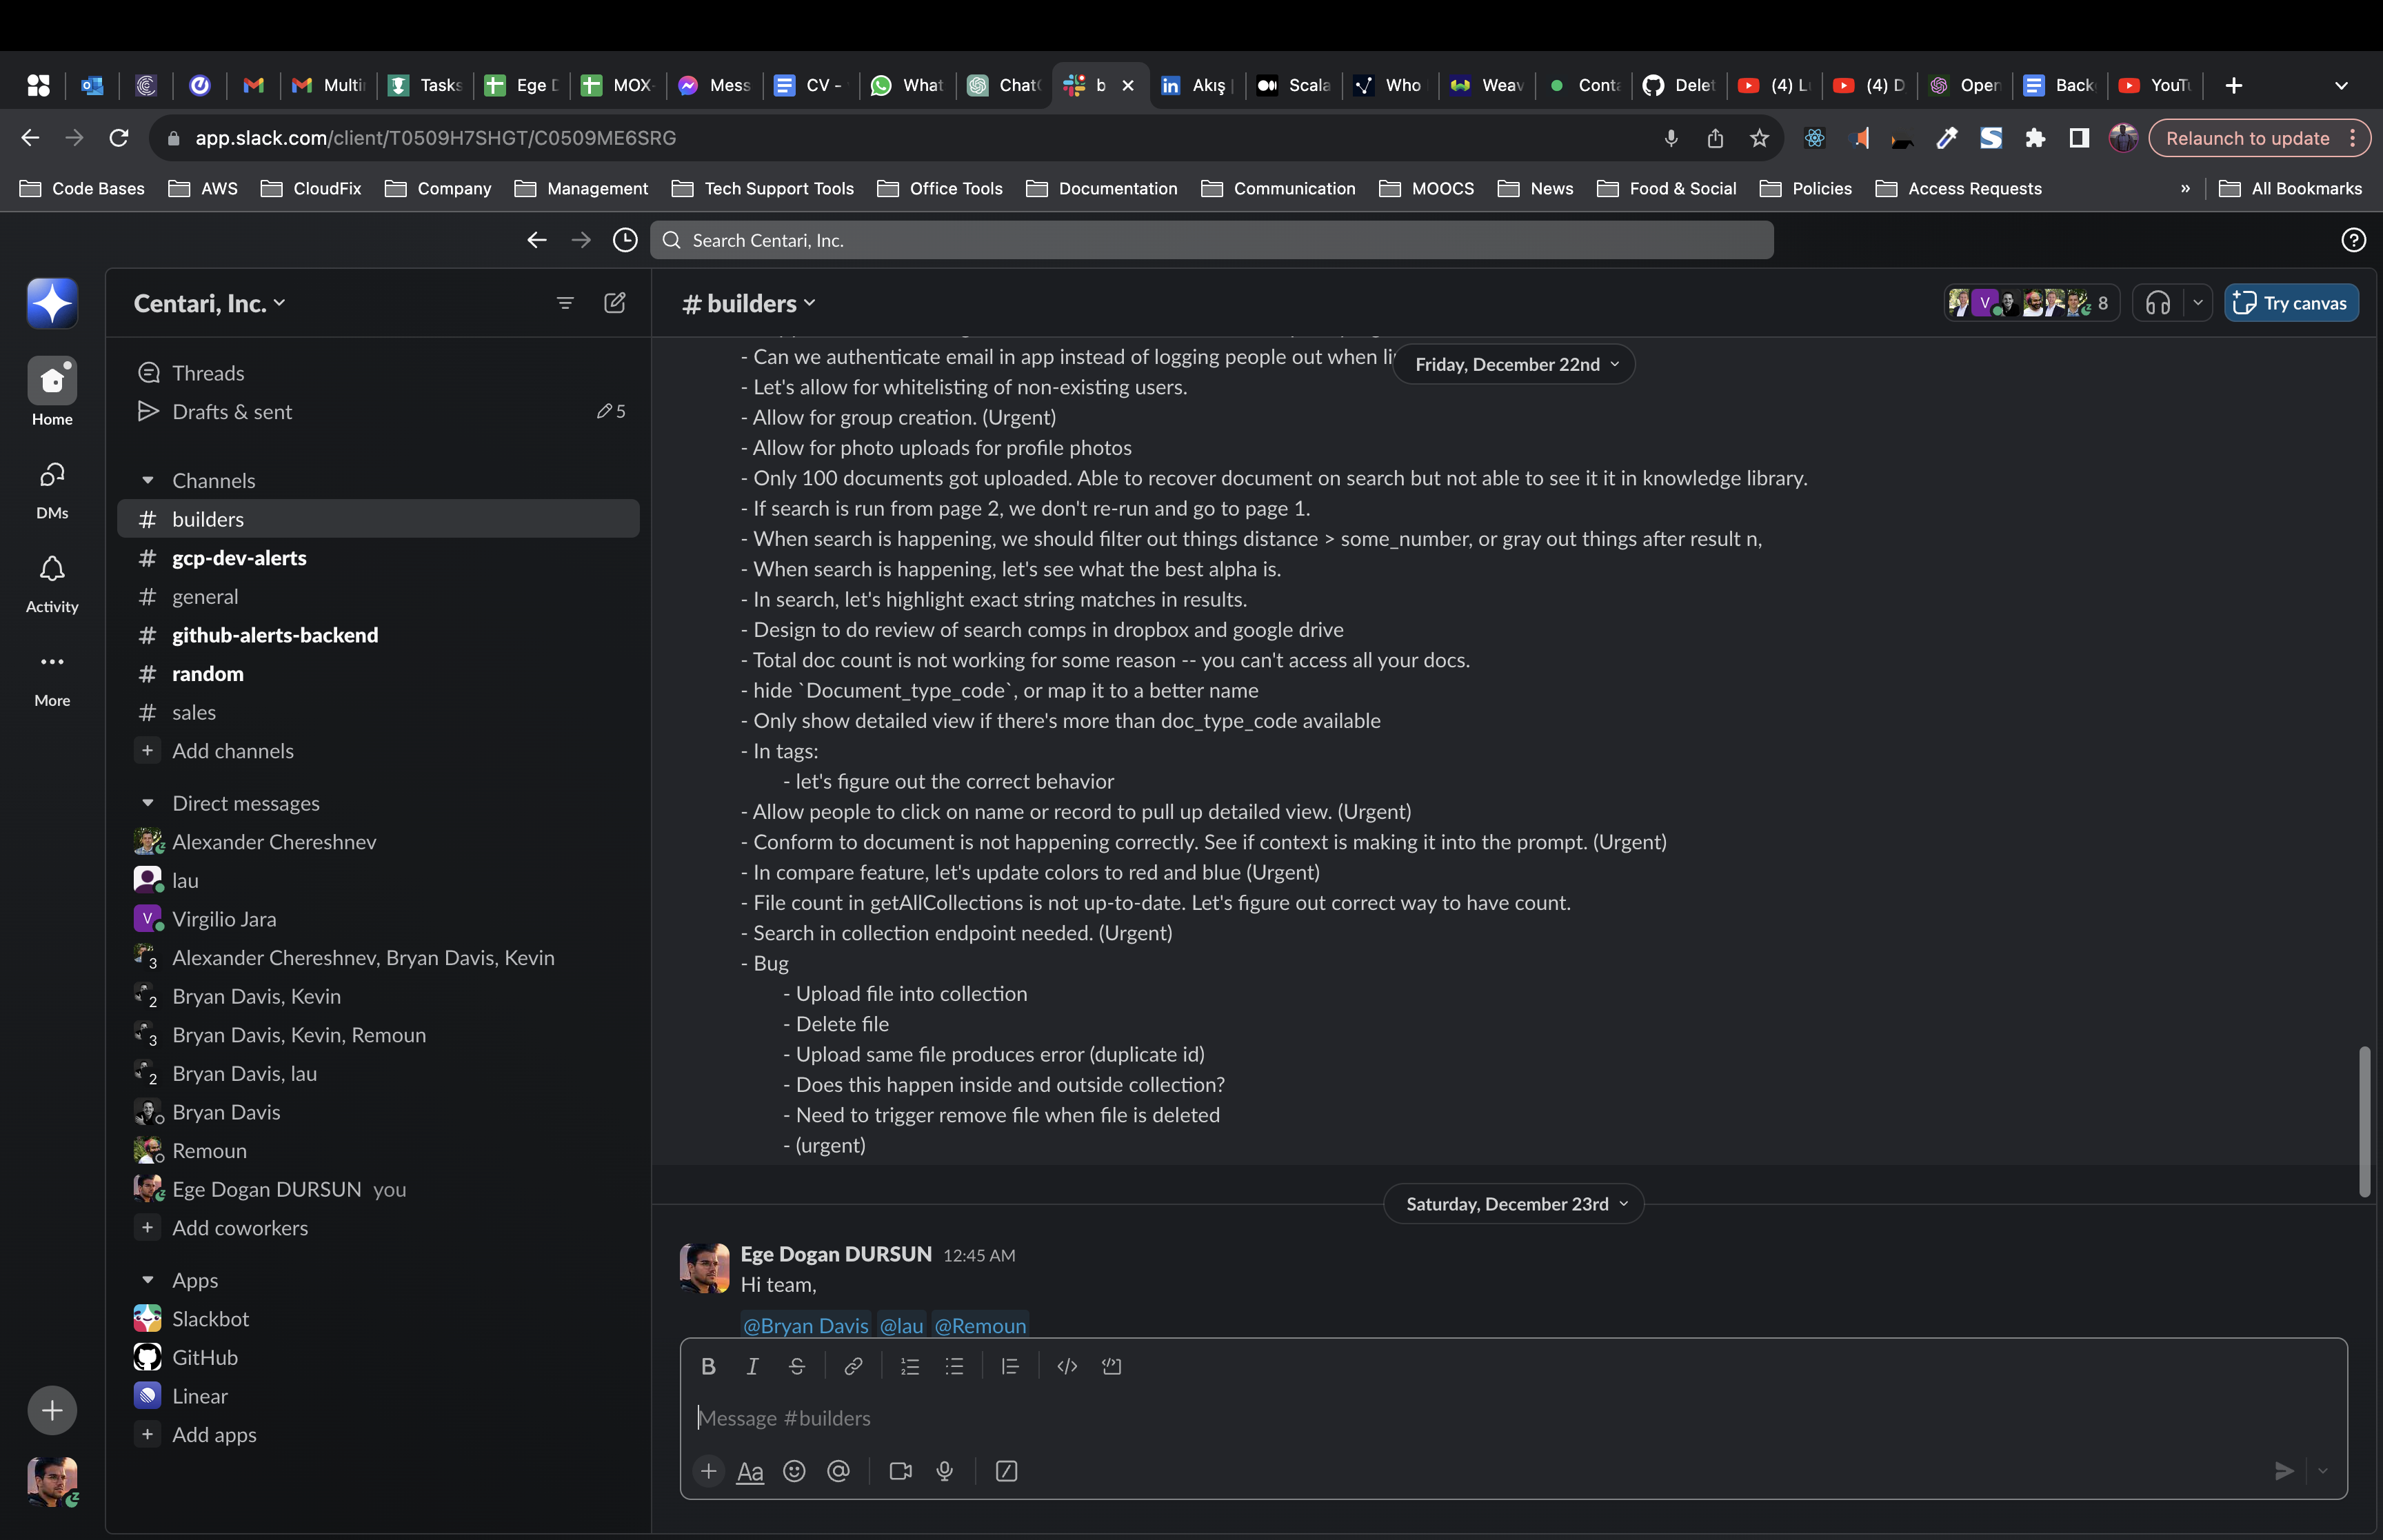 Multi
Tasks
Ege D
MOX-
Mess
CV -
What
Chat
b
Akış
Scala
Who
Weav
Conta
Delet
(4) L
(4) D
Open
Back
YouTu
app.slack.com/client/T0509H7SHGT/C0509ME6SRG
Relaunch to update
Code Bases
AWS
CloudFix
Company
Management
Tech Support Tools
Office Tools
Documentation
Communication
MOOCS
News
Food & Social
Policies
Access Requests
»
All Bookmarks
Search Centari, Inc.
Centari, Inc.
# builders
V
8
Try canvas
Home
DMs
Activity
More
Threads
Drafts & sent
5
Channels
# builders
# gcp-dev-alerts
# general
# github-alerts-backend
# random
# sales
+ Add channels
Direct messages
Alexander Chereshnev
lau
V Virgilio Jara
3 Alexander Chereshnev, Bryan Davis, Kevin
2 Bryan Davis, Kevin
3 Bryan Davis, Kevin, Remoun
2 Bryan Davis, lau
Bryan Davis
Remoun
Ege Dogan DURSUN you
+ Add coworkers
Apps
Slackbot
GitHub
Linear
+ Add apps
Friday, December 22nd
- Can we authenticate email in app instead of logging people out when
- Let's allow for whitelisting of non-existing users.
- Allow for group creation. (Urgent)
- Allow for photo uploads for profile photos
- Only 100 documents got uploaded. Able to recover document on search but not able to see it it in knowledge library.
- If search is run from page 2, we don't re-run and go to page 1.
- When search is happening, we should filter out things distance > some_number, or gray out things after result n,
- When search is happening, let's see what the best alpha is.
- In search, let's highlight exact string matches in results.
- Design to do review of search comps in dropbox and google drive
- Total doc count is not working for some reason -- you can't access all your docs.
- hide `Document_type_code`, or map it to a better name
- Only show detailed view if there's more than doc_type_code available
- In tags:
- let's figure out the correct behavior
- Allow people to click on name or record to pull up detailed view. (Urgent)
- Conform to document is not happening correctly. See if context is making it into the prompt. (Urgent)
- In compare feature, let's update colors to red and blue (Urgent)
- File count in getAllCollections is not up-to-date. Let's figure out correct way to have count.
- Search in collection endpoint needed. (Urgent)
- Bug
- Upload file into collection
- Delete file
- Upload same file produces error (duplicate id)
- Does this happen inside and outside collection?
- Need to trigger remove file when file is deleted
- (urgent)
Saturday, December 23rd
Ege Dogan DURSUN 12:45 AM
Hi team,
@Bryan Davis @lau @Remoun
B I S
Message #builders
Aa